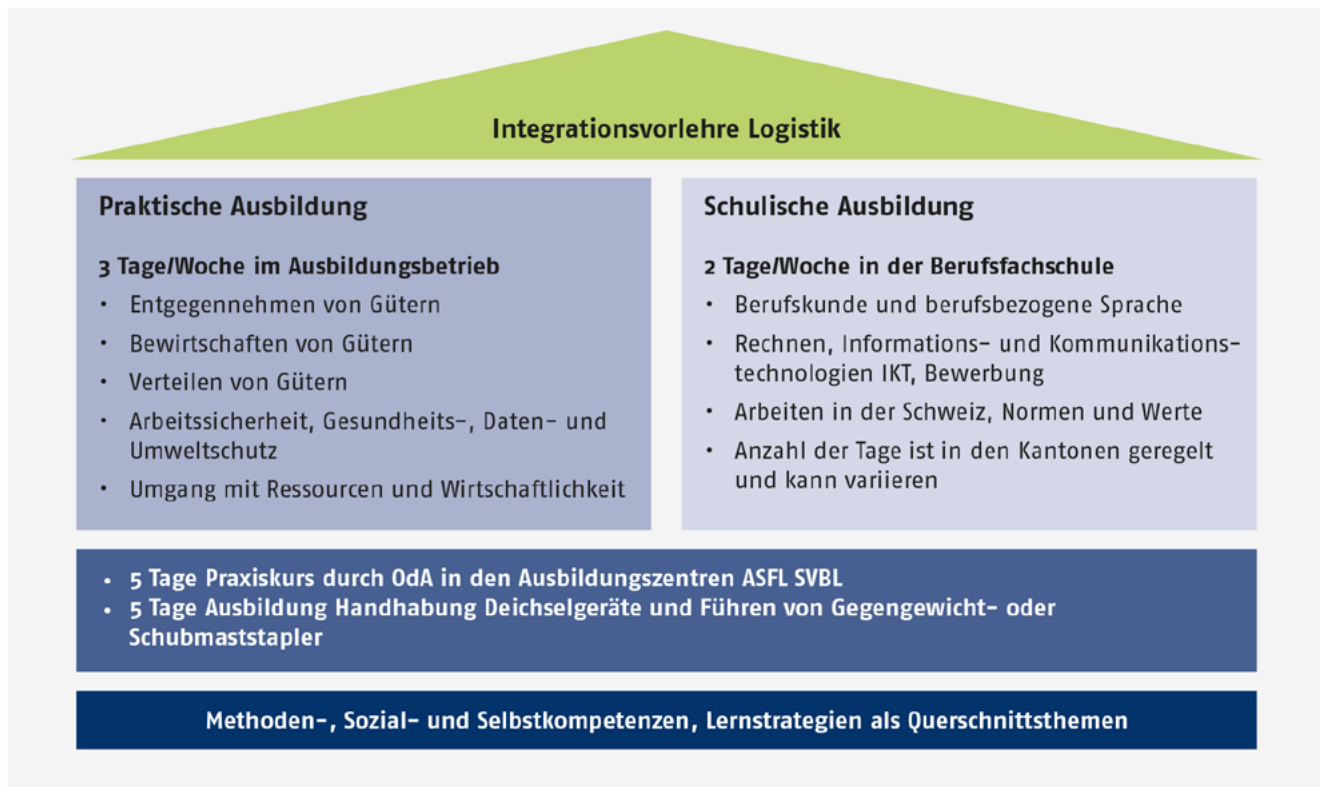 Integrationsvorlehre Logistik
Praktische Ausbildung
3 Tage/Woche im Ausbildungsbetrieb
• Entgegennehmen von Gütern
• Bewirtschaften von Gütern
• Verteilen von Gütern
• Arbeitssicherheit, Gesundheits-, Daten- und
Umweltschutz
• Umgang mit Ressourcen und Wirtschaftlichkeit
Schulische Ausbildung
2 Tage/Woche in der Berufsfachschule
• Berufskunde und berufsbezogene Sprache
• Rechnen, Informations- und Kommunikations-
technologien IKT, Bewerbung
• Arbeiten in der Schweiz, Normen und Werte
• Anzahl der Tage ist in den Kantonen geregelt
und kann variieren
• 5 Tage Praxiskurs durch OdA in den Ausbildungszentren ASFL SVBL
• 5 Tage Ausbildung Handhabung Deichselgeräte und Führen von Gegengewicht- oder
Schubmaststapler
Methoden-, Sozial- und Selbstkompetenzen, Lernstrategien als Querschnittsthemen